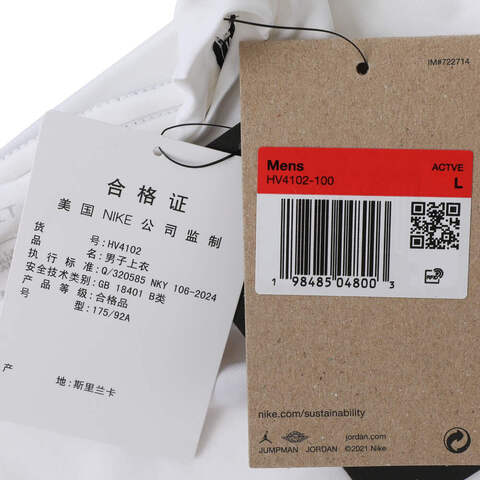 合格证
美国 NIKE 公司监制
货 号:HV4102
品 名:男子上衣
执行标准:Q/320585 NKY 106-2024
安全技术类别:GB 18401 B类
产品等级:合格品
型:175/92A
产 地:斯里兰卡
IM#722714
Mens ACTVE
HV4102-100 L
1 98485 04800 3
nike.com/sustainability
jordan.com
JUMPMAN JORDAN ©2021 Nike